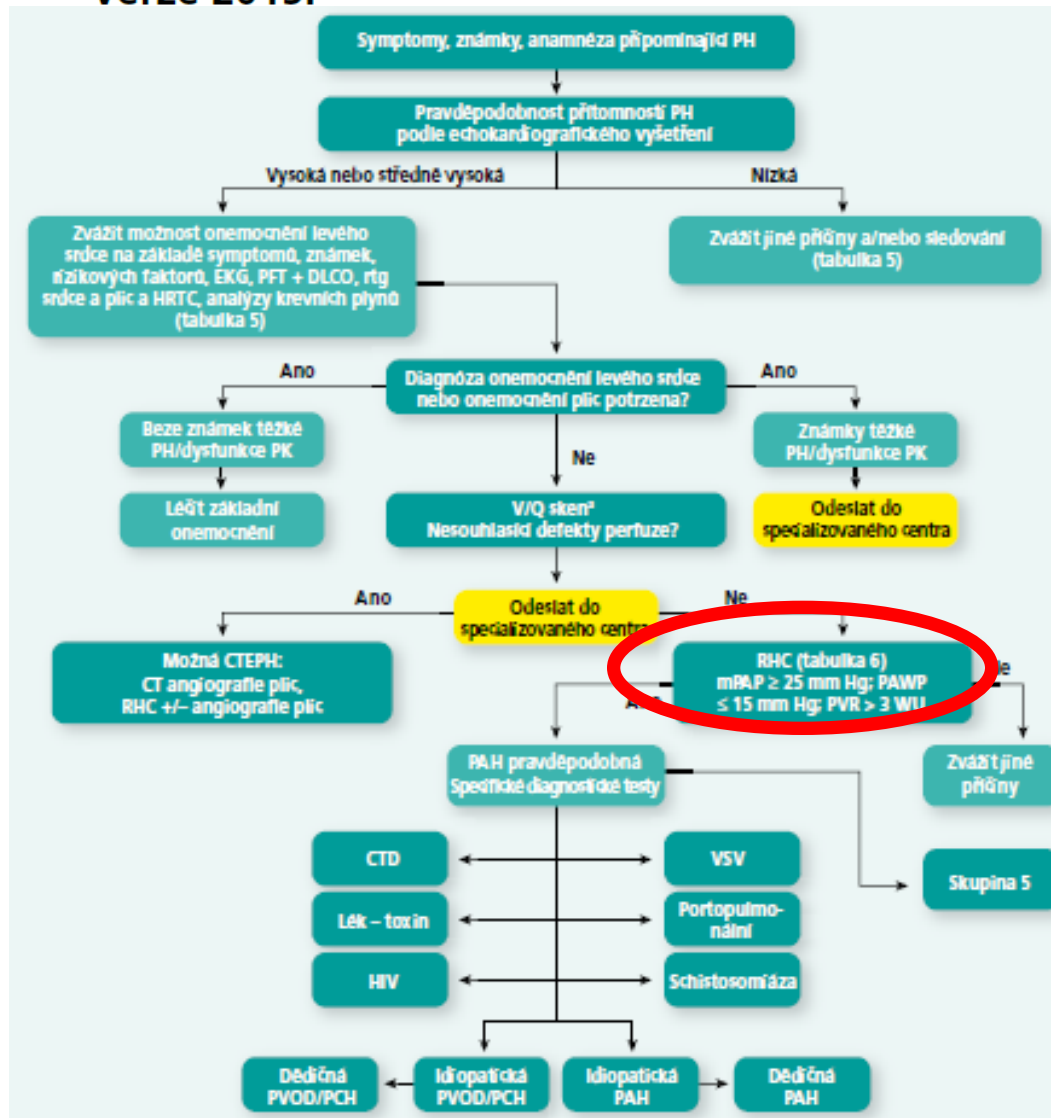 verze 2015.
Symptomy, známky, anamnéza připomínající PH
Pravděpodobnost přítomností PH
podle echokardiografického vyšetření
Vysoká nebo středně vysoká
Nízká
Zvážit možnost onemocnění levého
srdce na základě symptomů, známek,
rizikových faktorů, EKG, PFT + DLCO, rtg
srdce a plic a HRTC, analýzy krevních plynů
(tabulka 5)
Zvážit jiné příčiny a/nebo sledování
(tabulka 5)
Ano
Diagnóza onemocnění levého srdce
nebo onemocnění plic potrzena?
Ano
Beze známek těžké
PH/dysfunkce PK
Známky těžké
PH/dysfunkce PK
Ne
Léčit základní
onemocnění
V/Q skenª
Nesouhlasící defekty perfuze?
Odeslat do
specializovaného centra
Ano
Odeslat do
specializovaného centra
Ne
Možná CTEPH:
CT angiografie plic,
RHC +/– angiografie plic
RHC (tabulka 6)
mPAP ≥ 25 mm Hg; PAWP
≤ 15 mm Hg; PVR > 3 WU
PAH pravděpodobná
Specifické diagnostické testy
Zvážit jiné
příčiny
CTD
VSV
Skupina 5
Lék – toxin
Portopulmo-
nální
HIV
Schistosomiáza
Dědičná
PVOD/PCH
Idiopatická
PVOD/PCH
Idiopatická
PAH
Dědičná
PAH